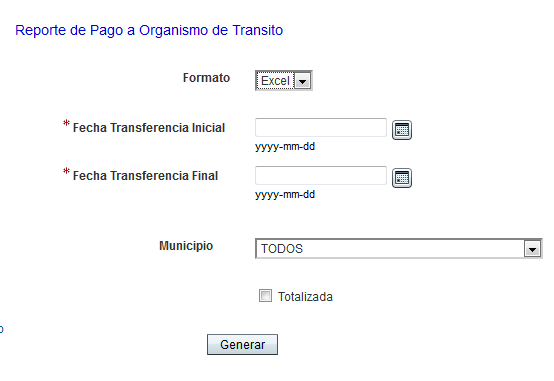 Reporte de Pago a Organismo de Transito
Formato Excel
* Fecha Transferencia Inicial
yyyy-mm-dd
* Fecha Transferencia Final
yyyy-mm-dd
Municipio TODOS
Totalizada
Generar